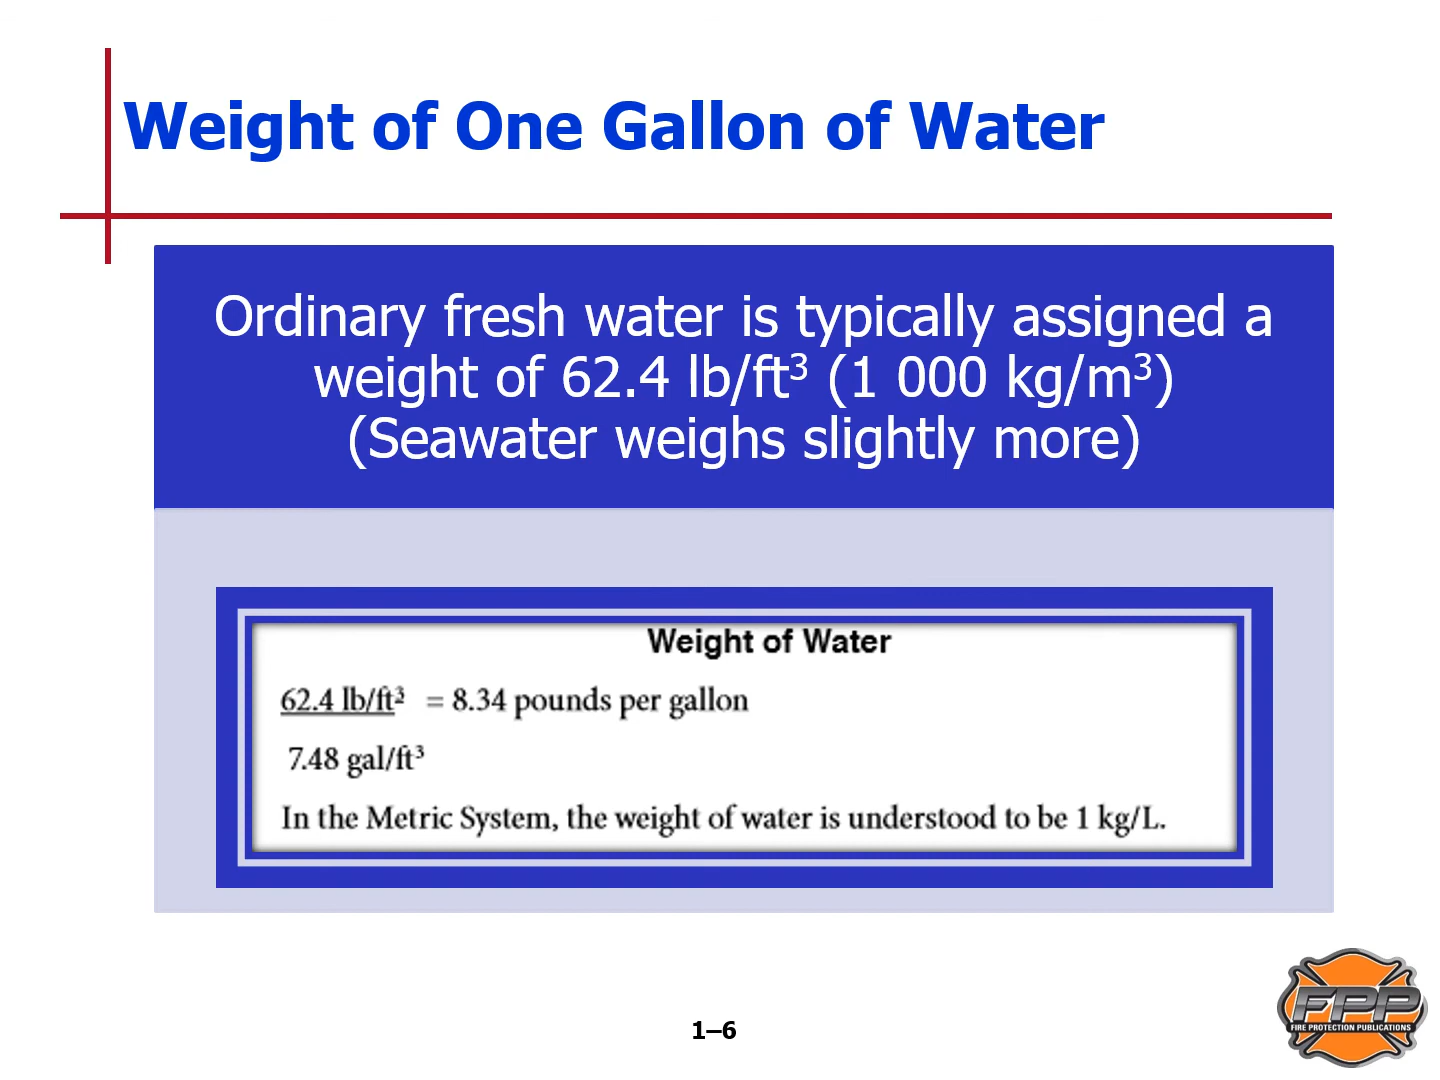 Weight of One Gallon of Water
Ordinary fresh water is typically assigned a
weight of 62.4 lb/ft³ (1 000 kg/m³)
(Seawater weighs slightly more)
Weight of Water
62.4 lb/ft³ = 8.34 pounds per gallon
7.48 gal/ft³
In the Metric System, the weight of water is understood to be 1 kg/L.
1–6
FPP
FIRE PROTECTION PUBLICATIONS